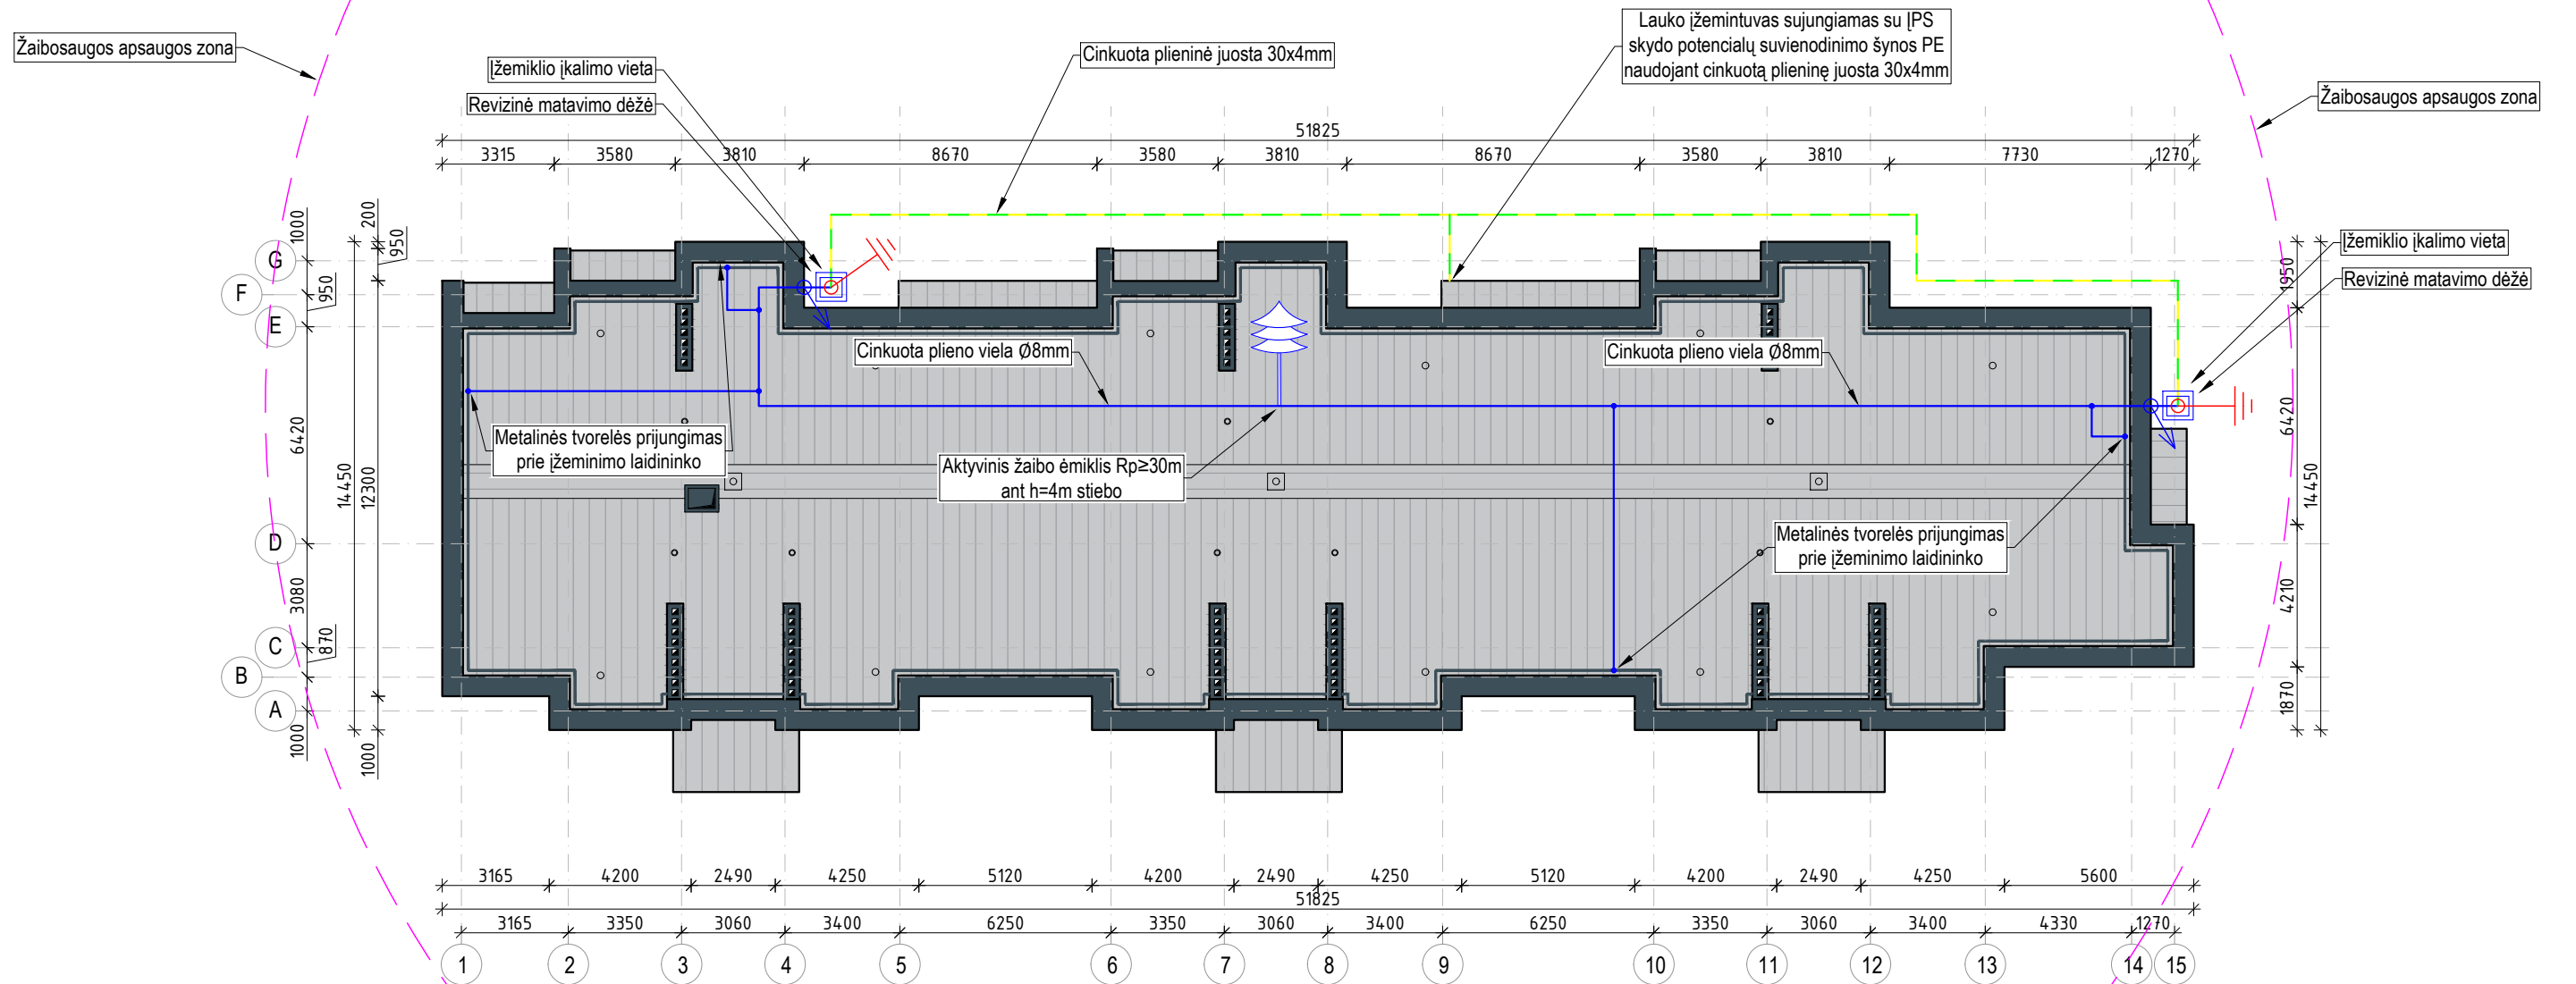 Žaibosaugos apsaugos zona
Įžemiklio įkalimo vieta
Revizinė matavimo dėžė
Cinkuota plieninė juosta 30x4mm
Lauko įžemintuvas sujungiamas su ĮPS
skydo potencialų suvienodinimo šynos PE
naudojant cinkuotą plieninę juosta 30x4mm
Žaibosaugos apsaugos zona
51825
3315 3580 3810 8670 3580 3810 8670 3580 3810 7730 1270
Įžemiklio įkalimo vieta
Revizinė matavimo dėžė
G
F
E
D
C
B
A
1000
950
6420
3080
870
1000
14450
200
950
12300
1000
Cinkuota plieno viela Ø8mm
Cinkuota plieno viela Ø8mm
Metalinės tvorelės prijungimas
prie įžeminimo laidininko
Aktyvinis žaibo ėmiklis Rp≥30m
ant h=4m stiebo
Metalinės tvorelės prijungimas
prie įžeminimo laidininko
1950
6420
4210
1870
14450
3165 4200 2490 4250 5120 4200 2490 4250 5120 4200 2490 4250 5600
51825
3165 3350 3060 3400 6250 3350 3060 3400 6250 3350 3060 3400 4330 1270
1 2 3 4 5 6 7 8 9 10 11 12 13 14 15